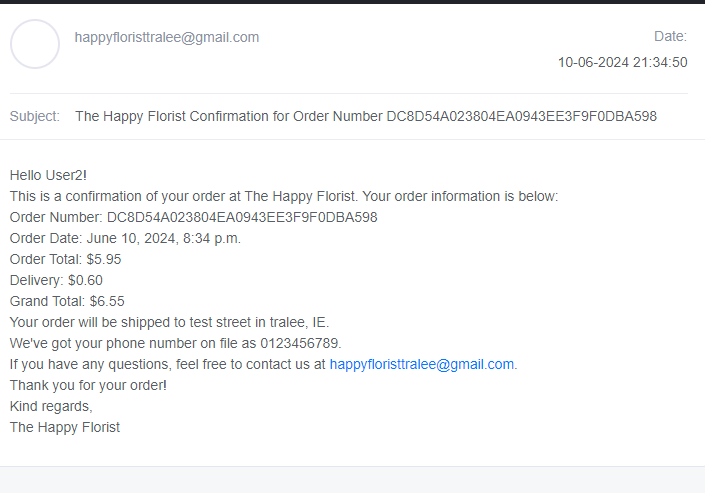 happyfloristtralee@gmail.com
Date:
10-06-2024 21:34:50
Subject: The Happy Florist Confirmation for Order Number DC8D54A023804EA0943EE3F9F0DBA598
Hello User2!
This is a confirmation of your order at The Happy Florist. Your order information is below:
Order Number: DC8D54A023804EA0943EE3F9F0DBA598
Order Date: June 10, 2024, 8:34 p.m.
Order Total: $5.95
Delivery: $0.60
Grand Total: $6.55
Your order will be shipped to test street in tralee, IE.
We've got your phone number on file as 0123456789.
If you have any questions, feel free to contact us at happyfloristtralee@gmail.com.
Thank you for your order!
Kind regards,
The Happy Florist